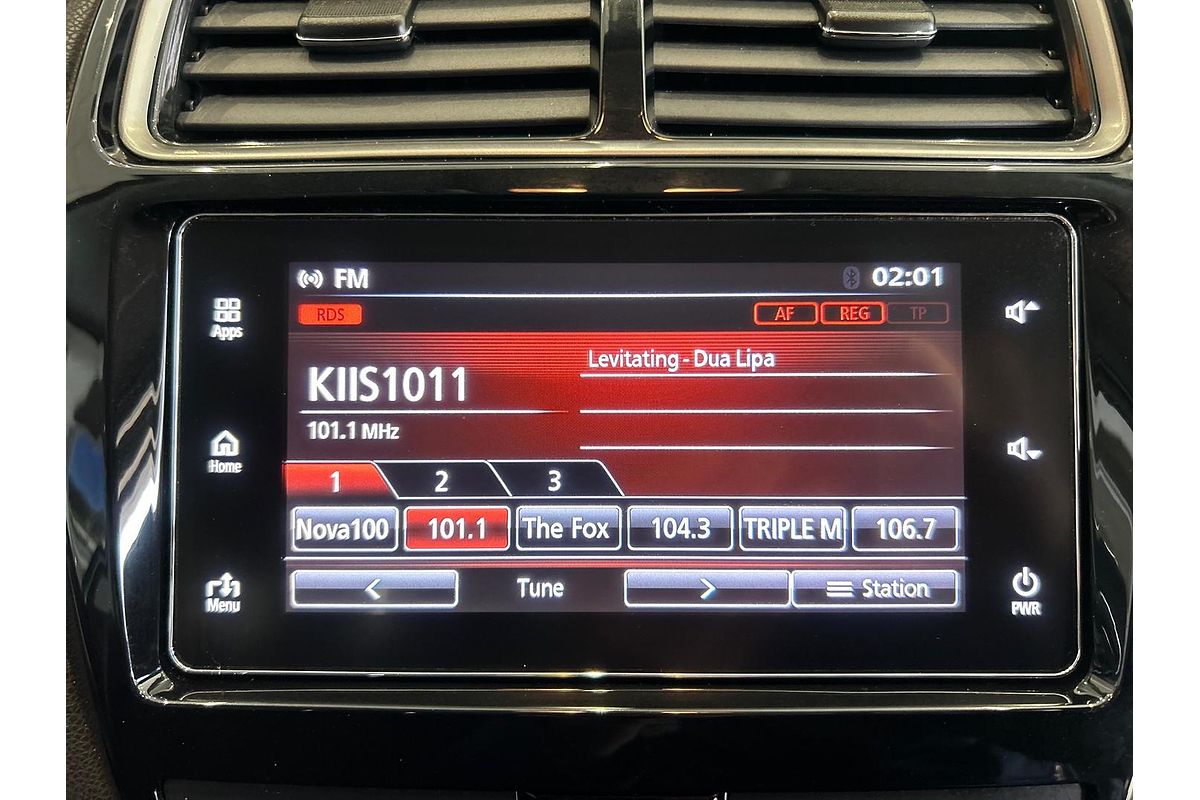 FM 02:01
RDS AF REG TP
Apps
Levitating - Dua Lipa
KIIS1011
101.1 MHz
Home
1 2 3
Nova100 101.1 The Fox 104.3 TRIPLE M 106.7
< Tune > Station
Menu
PWR